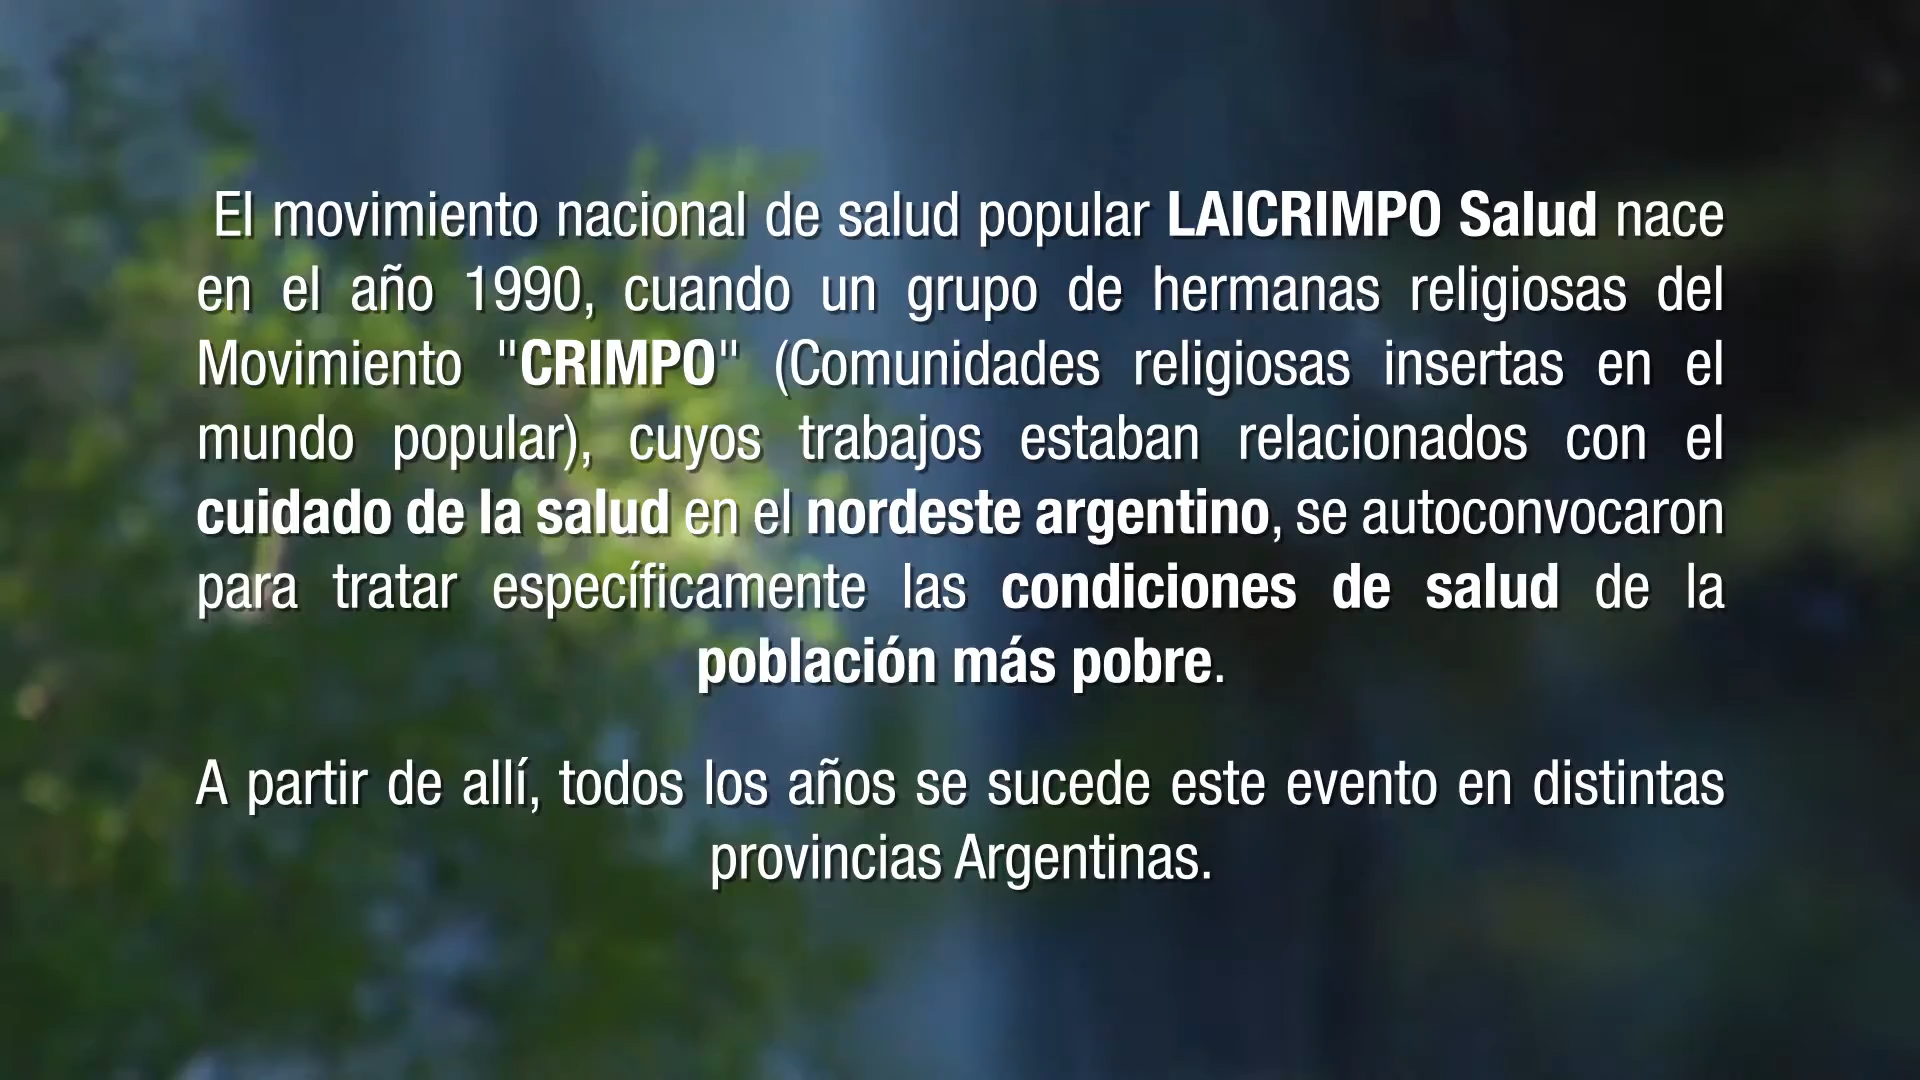 El movimiento nacional de salud popular LAICRIMPO Salud nace
en el año 1990, cuando un grupo de hermanas religiosas del
Movimiento "CRIMPO" (Comunidades religiosas insertas en el
mundo popular), cuyos trabajos estaban relacionados con el
cuidado de la salud en el nordeste argentino, se autoconvocaron
para tratar específicamente las condiciones de salud de la
población más pobre.
A partir de allí, todos los años se sucede este evento en distintas
provincias Argentinas.